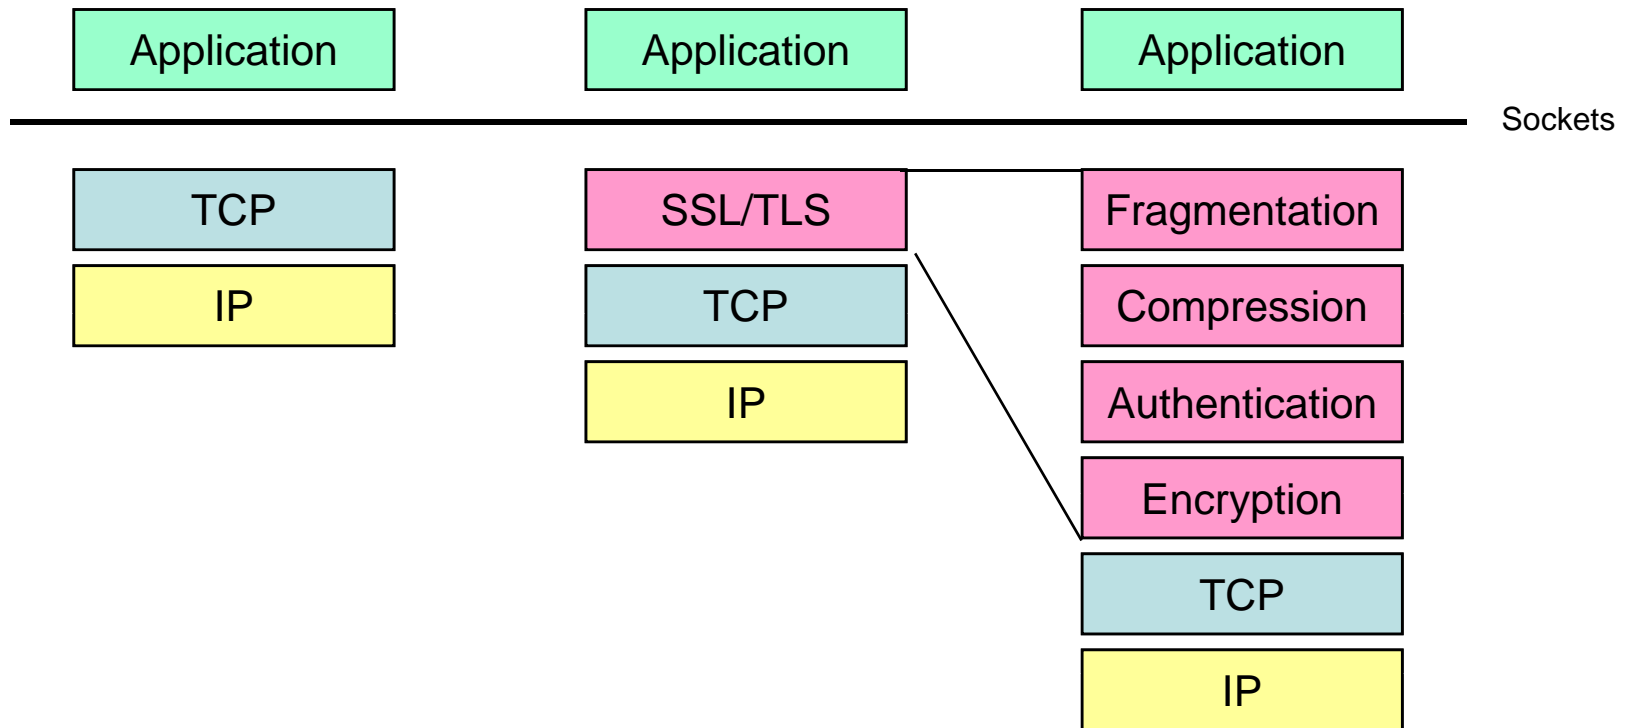 Application
Application
Application
Sockets
TCP
SSL/TLS
Fragmentation
IP
TCP
Compression
IP
Authentication
Encryption
TCP
IP